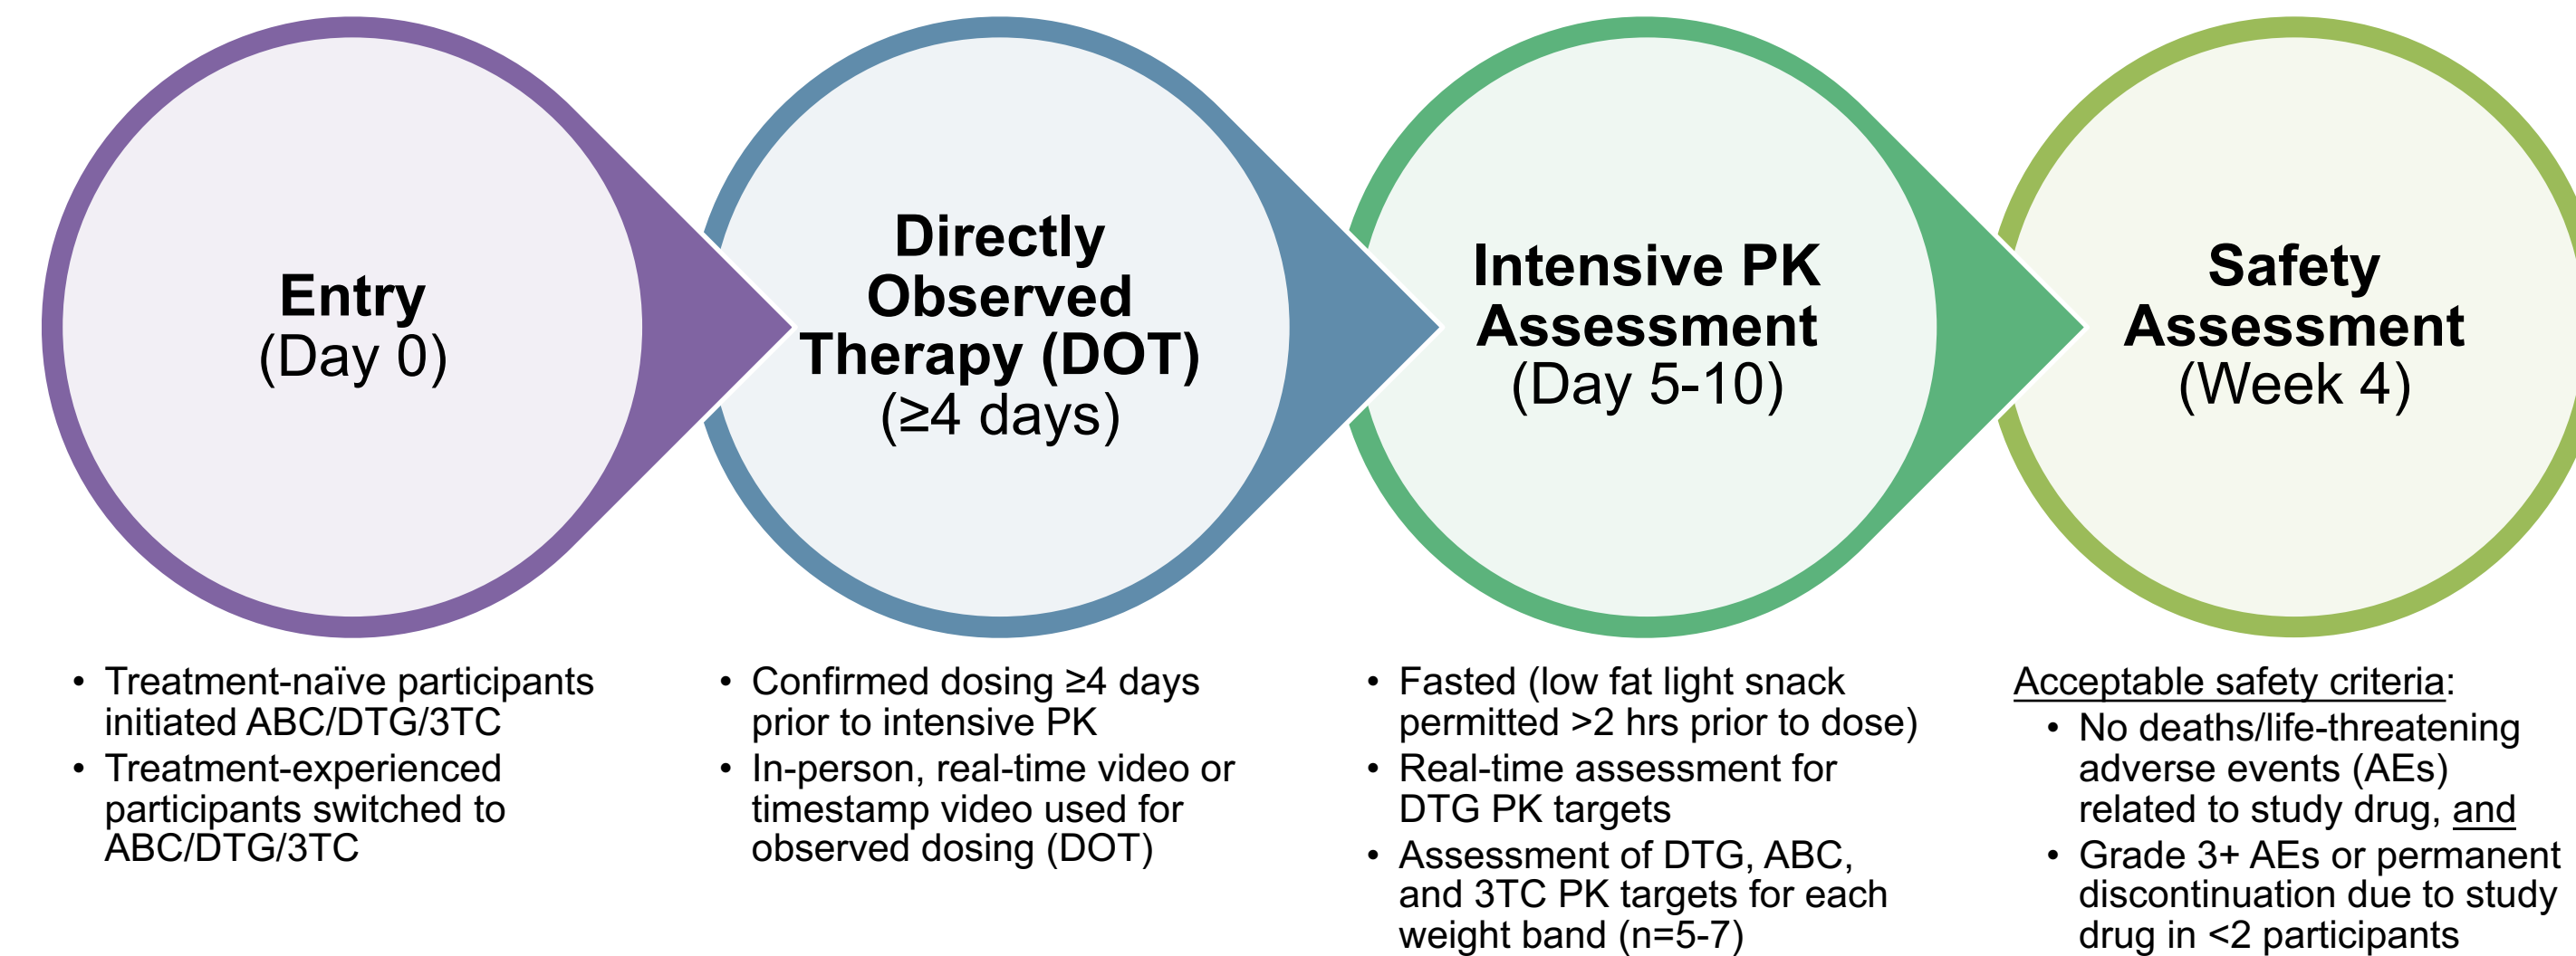 Entry
(Day 0)
Directly
Observed
Therapy (DOT)
(≥4 days)
Intensive PK
Assessment
(Day 5-10)
Safety
Assessment
(Week 4)
• Treatment-naïve participants
initiated ABC/DTG/3TC
• Treatment-experienced
participants switched to
ABC/DTG/3TC
• Confirmed dosing ≥4 days
prior to intensive PK
• In-person, real-time video or
timestamp video used for
observed dosing (DOT)
• Fasted (low fat light snack
permitted >2 hrs prior to dose)
• Real-time assessment for
DTG PK targets
• Assessment of DTG, ABC,
and 3TC PK targets for each
weight band (n=5-7)
Acceptable safety criteria:
• No deaths/life-threatening
adverse events (AEs)
related to study drug, and
• Grade 3+ AEs or permanent
discontinuation due to study
drug in <2 participants